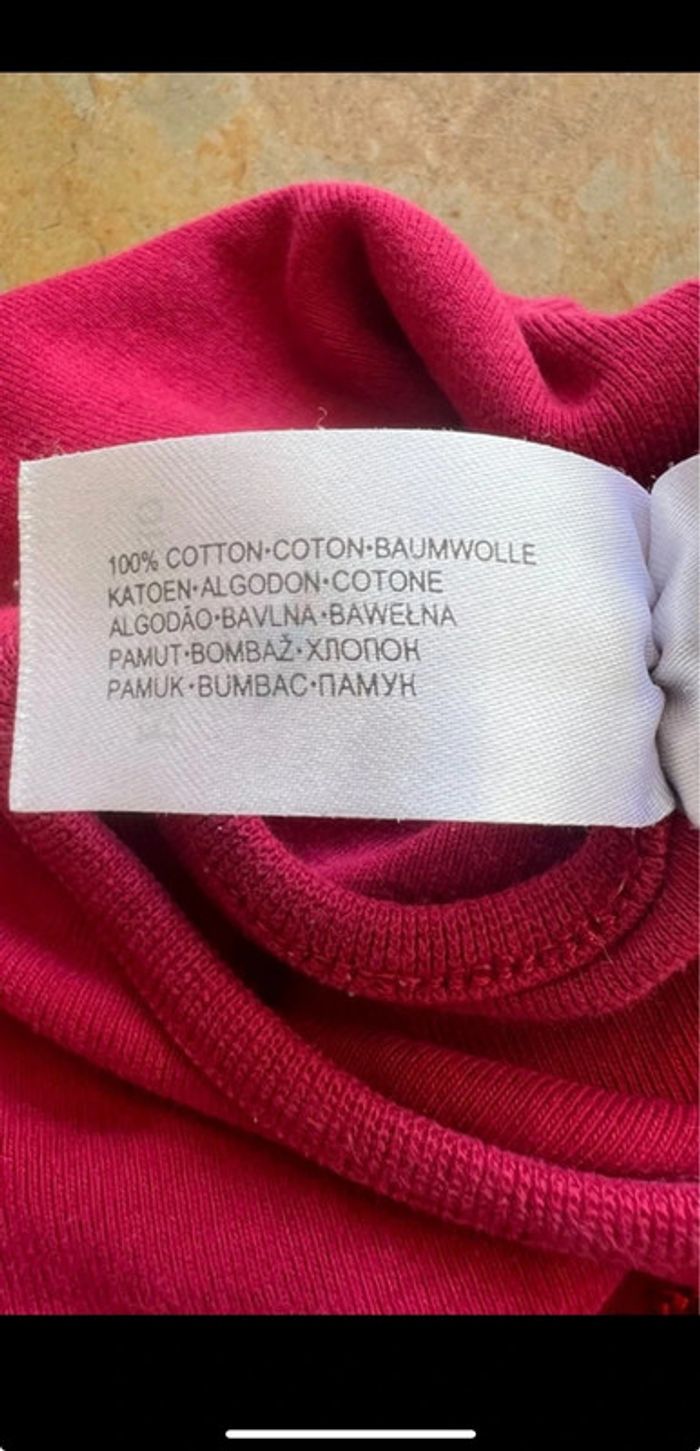 100% COTTON·COTON·BAUMWOLLE
KATOEN·ALGODON·COTONE
ALGODÃO·BAVLNA·BAWEŁNA
PAMUT·BOMBAŽ·ХЛОПОК
PAMUK·BUMBAC·ПАМУК